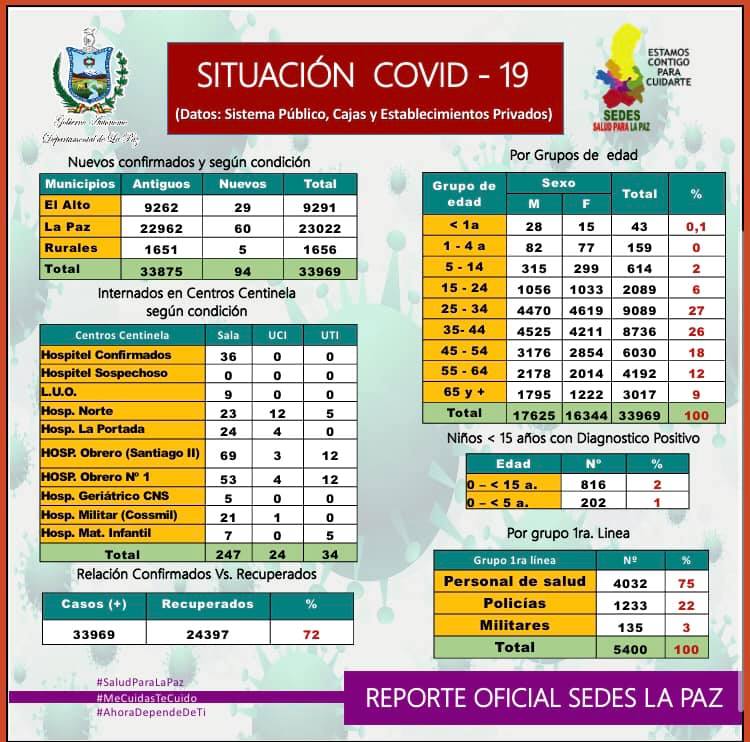 Gobierno Autónomo
Departamental de La Paz
SITUACIÓN COVID - 19
(Datos: Sistema Público, Cajas y Establecimientos Privados)
ESTAMOS
CONTIGO
PARA
CUIDARTE
SEDES
SALUD PARA LA PAZ
Nuevos confirmados y según condición
Municipios Antiguos Nuevos Total
El Alto 9262 29 9291
La Paz 22962 60 23022
Rurales 1651 5 1656
Total 33875 94 33969
Internados en Centros Centinela
según condición
Centros Centinela Sala UCI UTI
Hospitel Confirmados 36 0 0
Hospitel Sospechoso 0 0 0
L.U.O. 9 0 0
Hosp. Norte 23 12 5
Hosp. La Portada 24 4 0
HOSP. Obrero (Santiago II) 69 3 12
HOSP. Obrero Nº 1 53 4 12
Hosp. Geriátrico CNS 5 0 0
Hosp. Militar (Cossmil) 21 1 0
Hosp. Mat. Infantil 7 0 5
Total 247 24 34
Relación Confirmados Vs. Recuperados
Casos (+) Recuperados %
33969 24397 72
Por Grupos de edad
Grupo de edad Sexo Total %
M F
< 1a 28 15 43 0,1
1 - 4 a 82 77 159 0
5 - 14 315 299 614 2
15 - 24 1056 1033 2089 6
25 - 34 4470 4619 9089 27
35- 44 4525 4211 8736 26
45 - 54 3176 2854 6030 18
55 - 64 2178 2014 4192 12
65 y + 1795 1222 3017 9
Total 17625 16344 33969 100
Niños < 15 años con Diagnostico Positivo
Edad Nº %
0 – < 15 a. 816 2
0 – < 5 a. 202 1
Por grupo 1ra. Linea
Grupo 1ra línea Nº %
Personal de salud 4032 75
Policías 1233 22
Militares 135 3
Total 5400 100
#SaludParaLaPaz
#MeCuidasTeCuido
#AhoraDependeDeTi
REPORTE OFICIAL SEDES LA PAZ